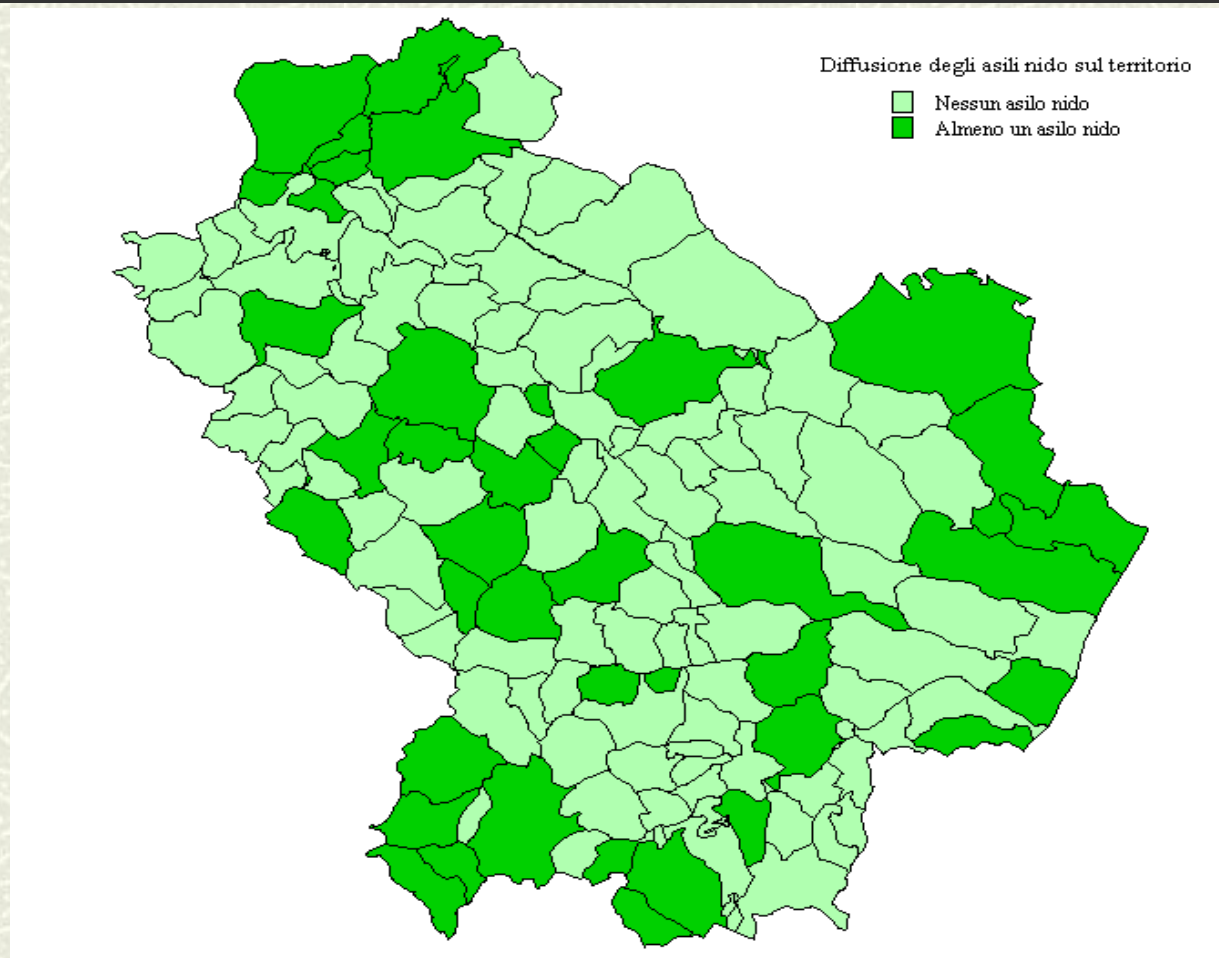 Diffusione degli asili nido sul territorio
Nessun asilo nido
Almeno un asilo nido